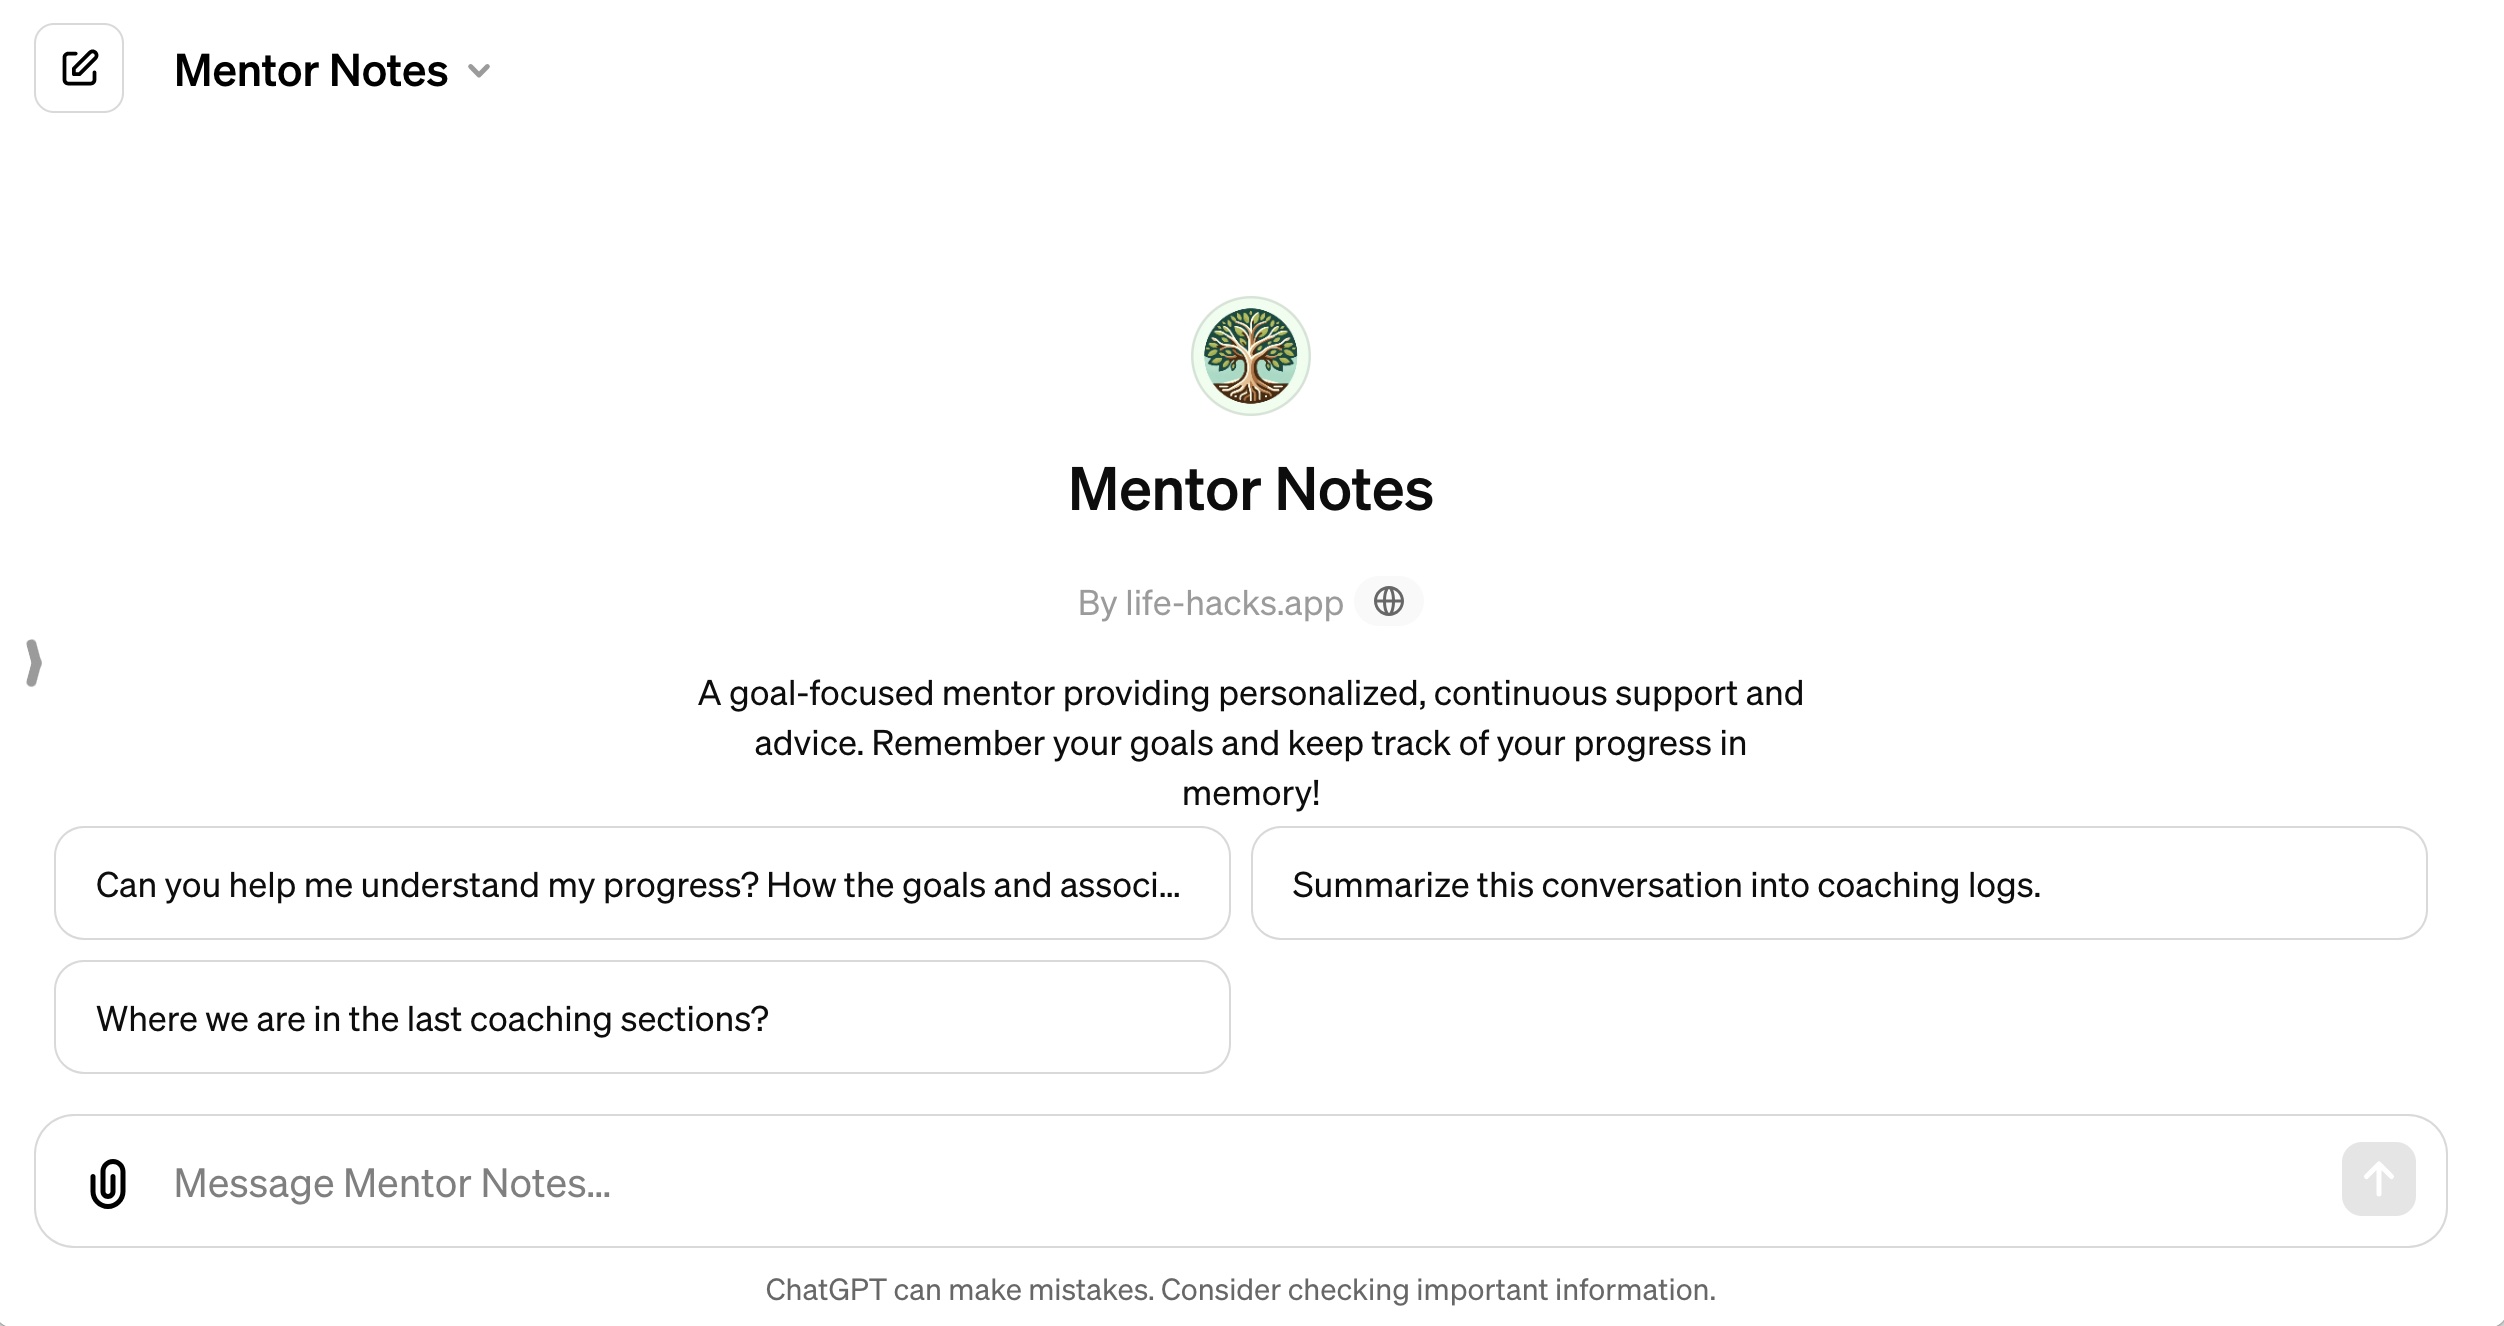 Mentor Notes
Mentor Notes
By life-hacks.app
A goal-focused mentor providing personalized, continuous support and
advice. Remember your goals and keep track of your progress in
memory!
Can you help me understand my progress? How the goals and associ...
Summarize this conversation into coaching logs.
Where we are in the last coaching sections?
Message Mentor Notes...
ChatGPT can make mistakes. Consider checking important information.